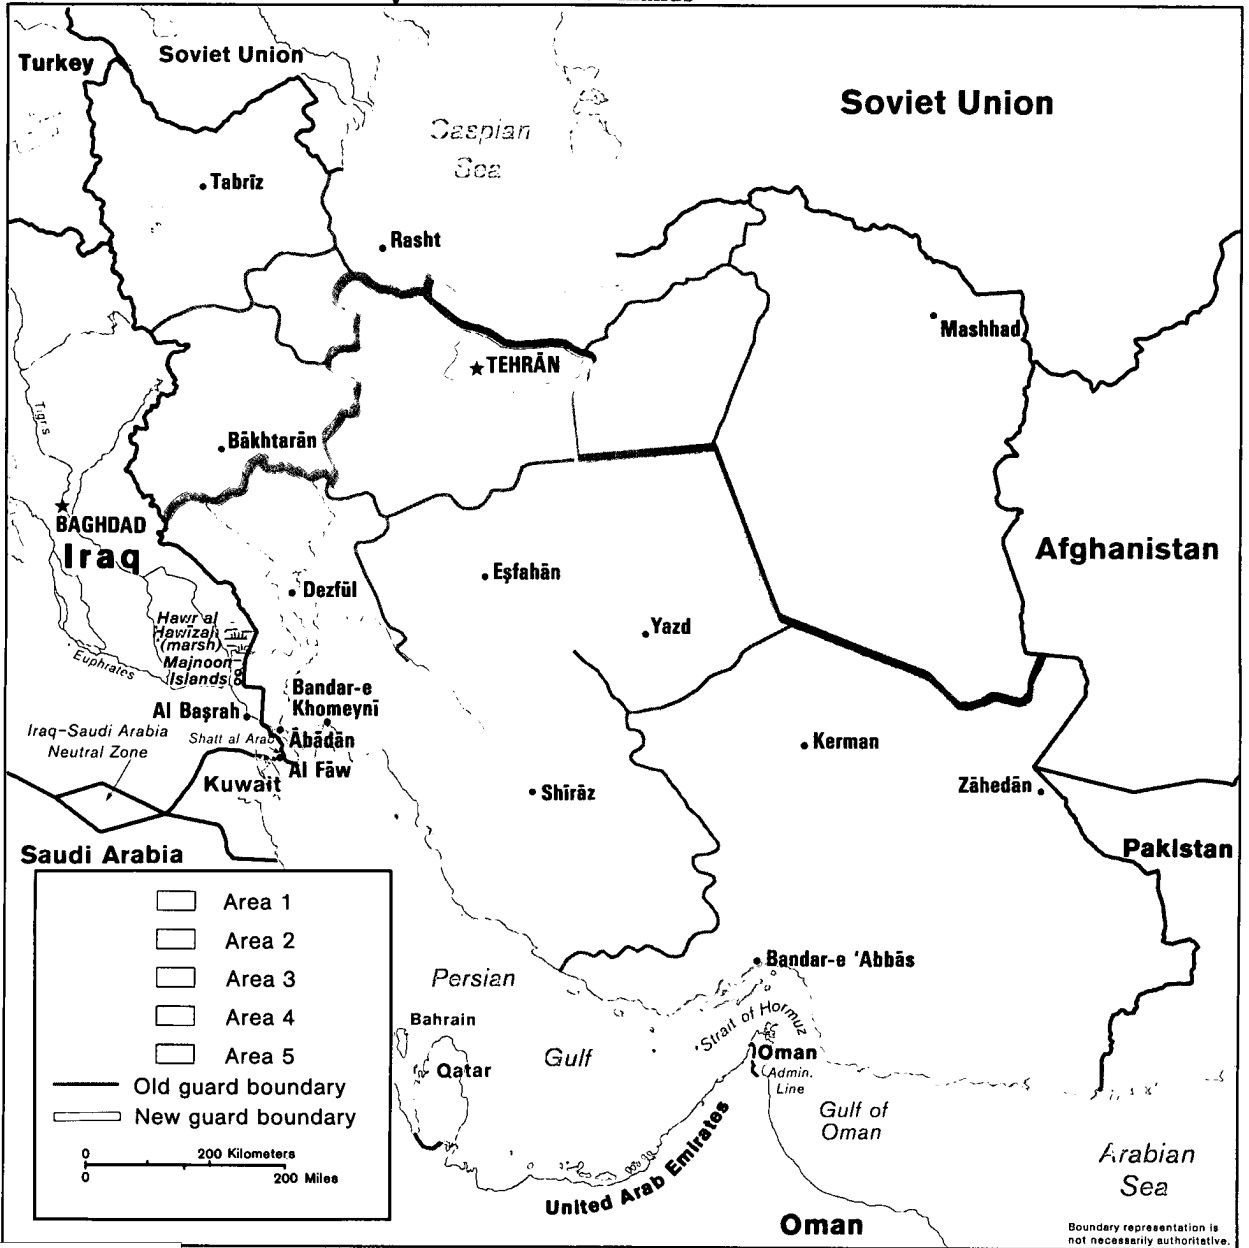 Turkey
Soviet Union
Soviet Union
Caspian
Sea
Tabrīz
Rasht
Mashhad
TEHRĀN
Tigris
Bākhtarān
BAGHDAD
Iraq
Afghanistan
Eşfahān
Dezfūl
Yazd
Hawr al
Hawīzah
(marsh)
Majnoon
Islands
Euphrates
Bandar-e
Khomeynī
Al Başrah
Iraq–Saudi Arabia
Neutral Zone
Shatt al Arab
Ābādān
Al Fāw
Kuwait
Kerman
Shīrāz
Zāhedān
Saudi Arabia
Pakistan
Area 1
Area 2
Area 3
Area 4
Area 5
Old guard boundary
New guard boundary
0 200 Kilometers
0 200 Miles
Bandar-e ʻAbbās
Persian
Gulf
Strait of Hormuz
Bahrain
Qatar
Oman
Admin.
Line
Gulf of
Oman
United Arab Emirates
Arabian
Sea
Oman
Boundary representation is
not necessarily authoritative.